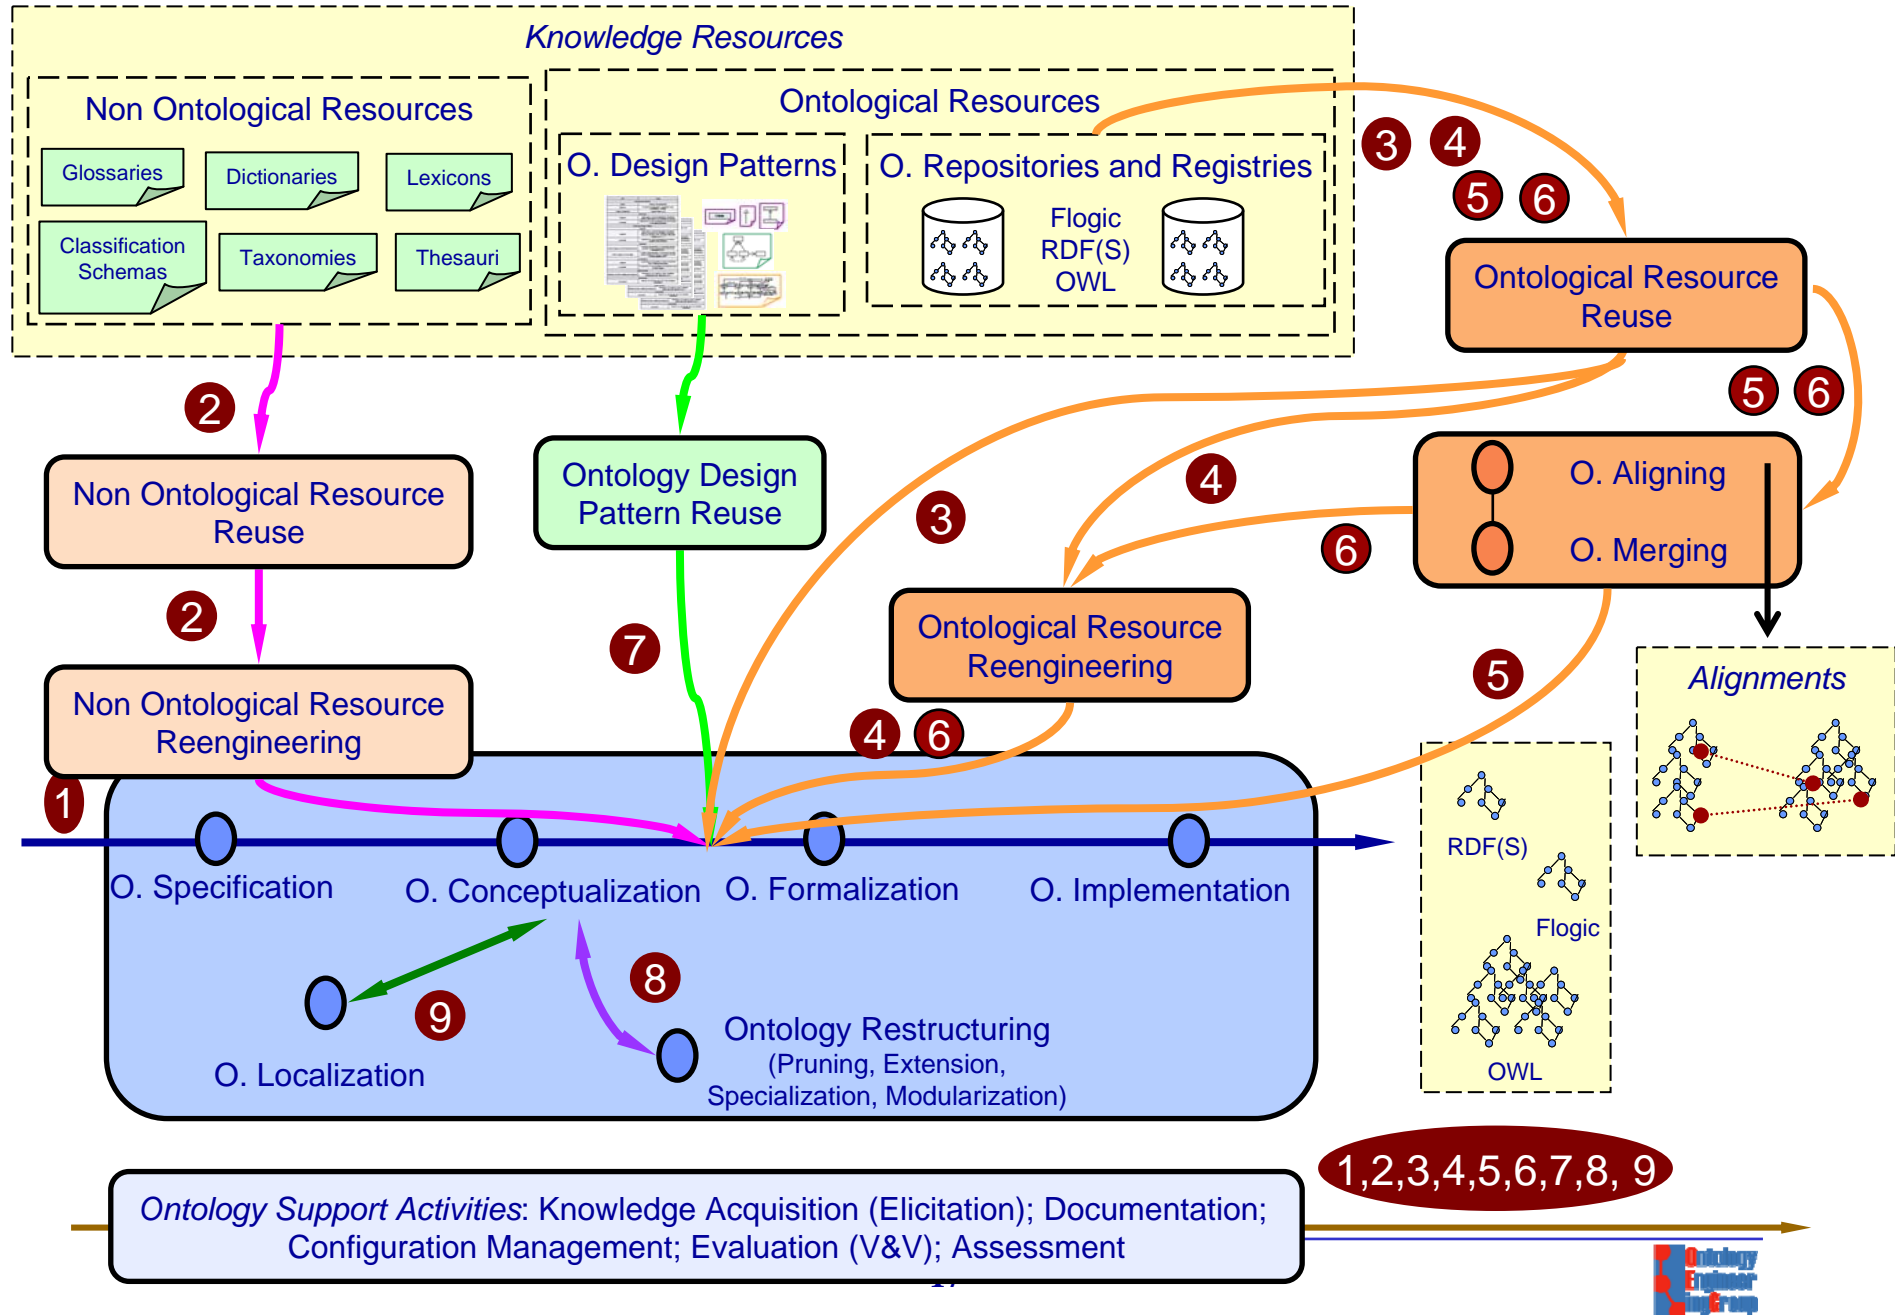 Knowledge Resources
Non Ontological Resources
Glossaries
Dictionaries
Lexicons
Classification
Schemas
Taxonomies
Thesauri
Ontological Resources
O. Design Patterns
O. Repositories and Registries
Flogic
RDF(S)
OWL
3
4
5
6
Ontological Resource
Reuse
5
6
2
Non Ontological Resource
Reuse
Ontology Design
Pattern Reuse
3
4
6
O. Aligning
O. Merging
2
7
Ontological Resource
Reengineering
5
Alignments
Non Ontological Resource
Reengineering
4
6
1
O. Specification
O. Conceptualization
O. Formalization
O. Implementation
RDF(S)
Flogic
OWL
9
8
O. Localization
Ontology Restructuring
(Pruning, Extension,
Specialization, Modularization)
1,2,3,4,5,6,7,8, 9
Ontology Support Activities: Knowledge Acquisition (Elicitation); Documentation;
Configuration Management; Evaluation (V&V); Assessment
Ontology
Engineer
ingGroup